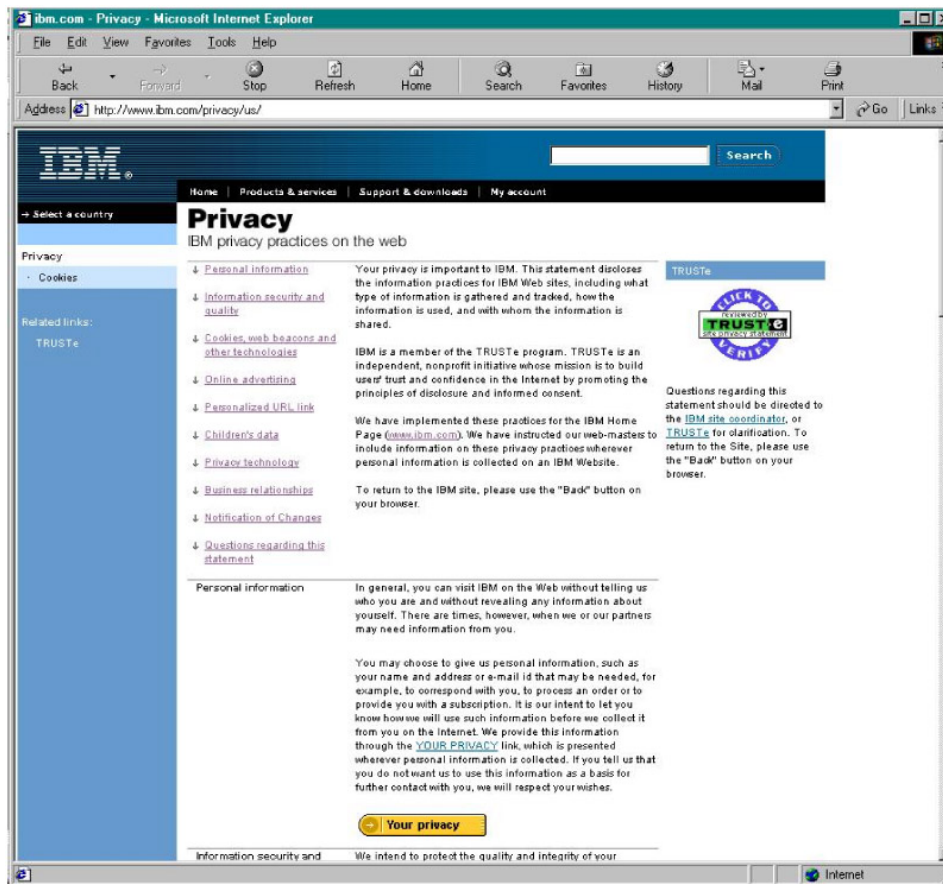 ibm.com - Privacy - Microsoft Internet Explorer
File Edit View Favorites Tools Help
Back Forward Stop Refresh Home Search Favorites History Mail Print
Address http://www.ibm.com/privacy/us/ Go Links
IBM®
Search
Home | Products & services | Support & downloads | My account
→ Select a country
Privacy
· Cookies
Related links:
TRUSTe
Privacy
IBM privacy practices on the web
↓ Personal information
↓ Information security and
quality
↓ Cookies, web beacons and
other technologies
↓ Online advertising
↓ Personalized URL link
↓ Children's data
↓ Privacy technology
↓ Business relationships
↓ Notification of Changes
↓ Questions regarding this
statement
Your privacy is important to IBM. This statement discloses
the information practices for IBM Web sites, including what
type of information is gathered and tracked, how the
information is used, and with whom the information is
shared.
IBM is a member of the TRUSTe program. TRUSTe is an
independent, nonprofit initiative whose mission is to build
users' trust and confidence in the Internet by promoting the
principles of disclosure and informed consent.
We have implemented these practices for the IBM Home
Page (www.ibm.com). We have instructed our web-masters to
include information on these privacy practices wherever
personal information is collected on an IBM Website.
To return to the IBM site, please use the "Back" button on
your browser.
TRUSTe
CLICK TO
reviewed by
TRUSTe
site privacy statement
VERIFY
Questions regarding this
statement should be directed to
the IBM site coordinator, or
TRUSTe for clarification. To
return to the Site, please use
the "Back" button on your
browser.
Personal information
In general, you can visit IBM on the Web without telling us
who you are and without revealing any information about
yourself. There are times, however, when we or our partners
may need information from you.
You may choose to give us personal information, such as
your name and address or e-mail id that may be needed, for
example, to correspond with you, to process an order or to
provide you with a subscription. It is our intent to let you
know how we will use such information before we collect it
from you on the Internet. We provide this information
through the YOUR PRIVACY link, which is presented
wherever personal information is collected. If you tell us that
you do not want us to use this information as a basis for
further contact with you, we will respect your wishes.
Your privacy
Information security and
We intend to protect the quality and integrity of your
Internet